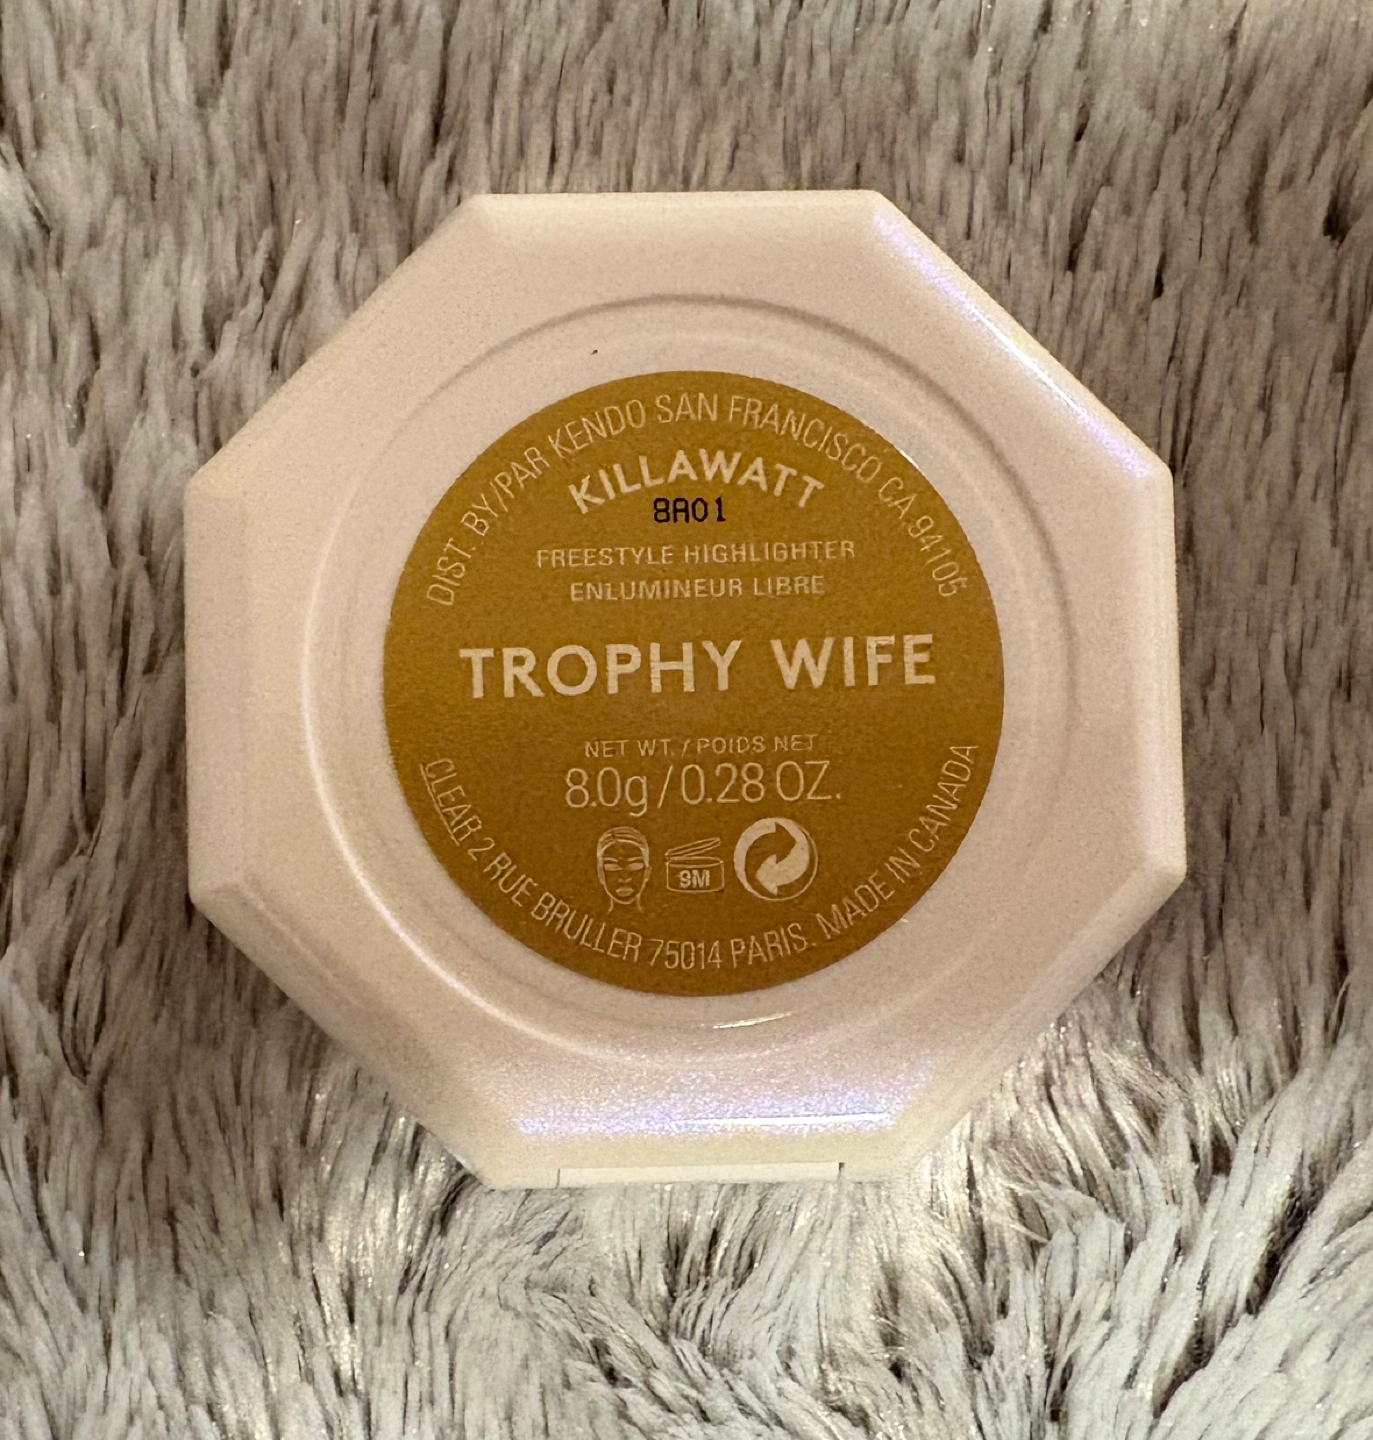 DIST. BY/PAR KENDO SAN FRANCISCO CA. 94105
KILLAWATT
8A01
FREESTYLE HIGHLIGHTER
ENLUMINEUR LIBRE
TROPHY WIFE
NET WT. / POIDS NET
8.0g / 0.28 OZ.
9M
CLEAR 2 RUE BRULLER 75014 PARIS. MADE IN CANADA